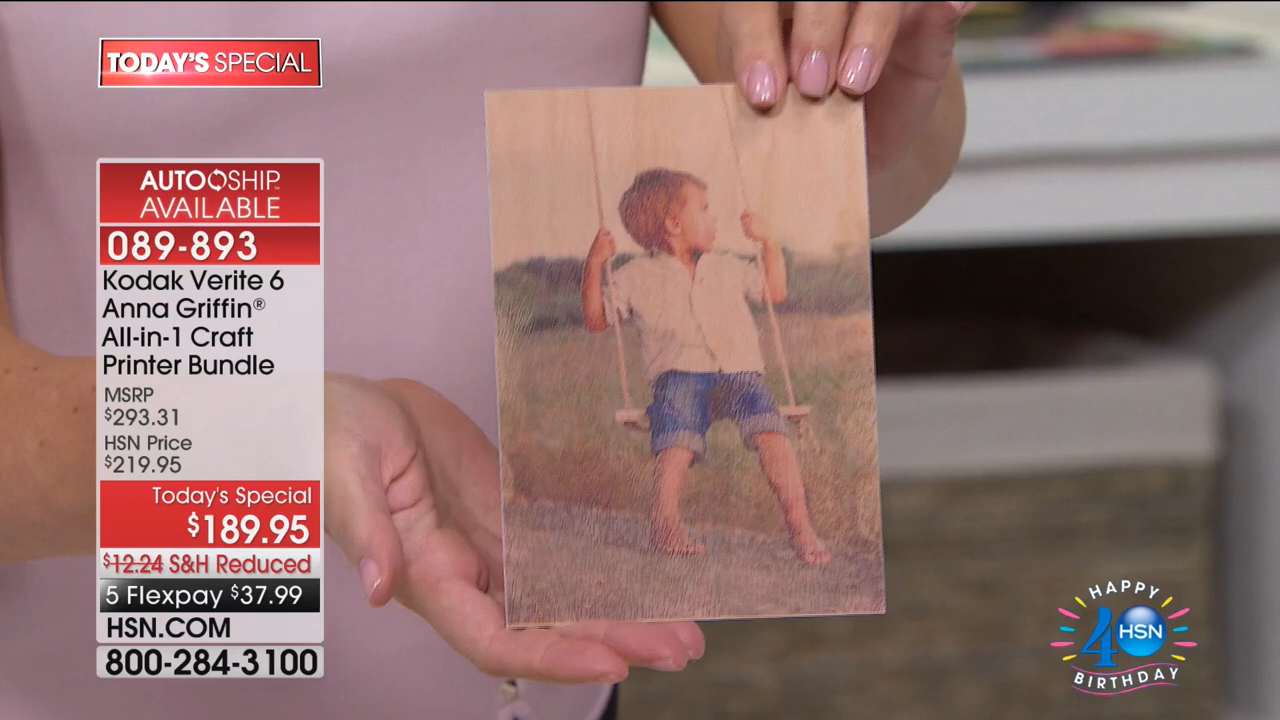 TODAY'S SPECIAL
AUTOSHIP™
AVAILABLE
089-893
Kodak Verite 6
Anna Griffin®
All-in-1 Craft
Printer Bundle
MSRP
$293.31
HSN Price
$219.95
Today's Special
$189.95
$12.24 S&H Reduced
5 Flexpay $37.99
HSN.COM
800-284-3100
HAPPY
40
HSN
BIRTHDAY